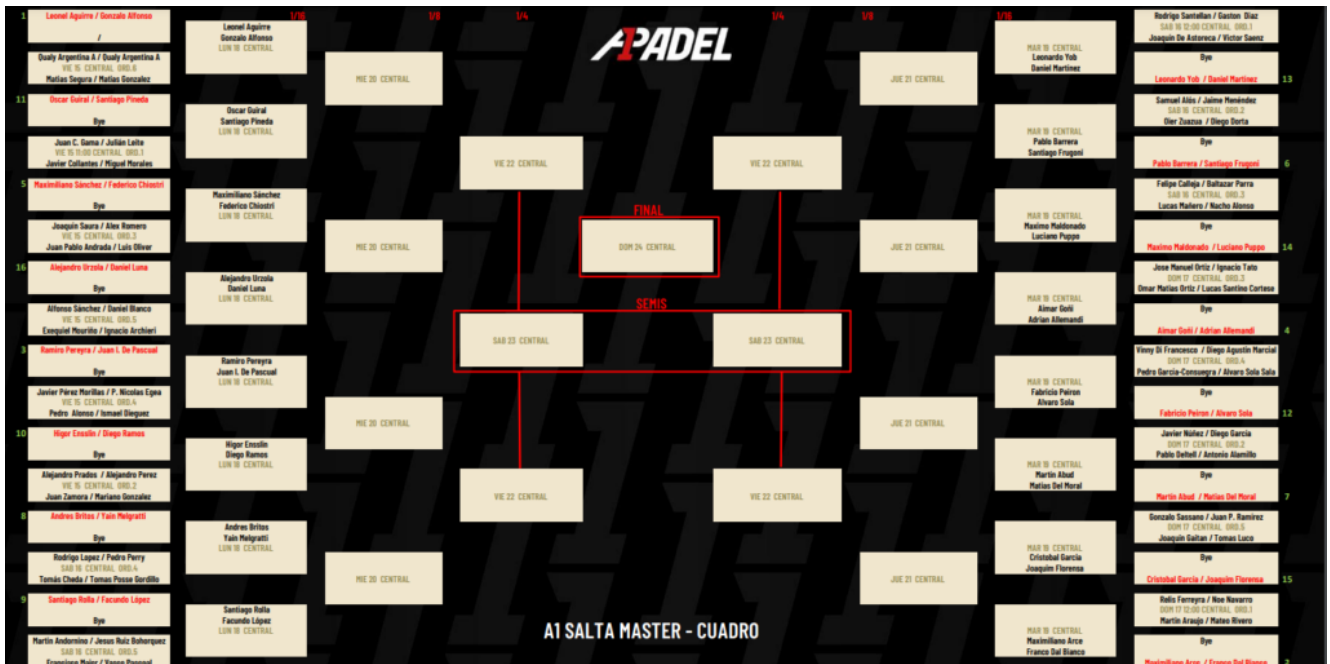 1/16
1/8
1/4
1/4
1/8
1/16
A1PADEL
1
Leonel Aguirre / Gonzalo Alfonso
/
Qualy Argentina A / Qualy Argentina A
VIE 15 CENTRAL ORD.6
Matias Segura / Matias Gonzalez
11
Oscar Guiral / Santiago Pineda
Bye
Juan C. Gama / Julián Leite
VIE 15 11:00 CENTRAL ORD.1
Javier Collantes / Miguel Morales
5
Maximiliano Sánchez / Federico Chiostri
Bye
Joaquin Saura / Alex Romero
VIE 15 CENTRAL ORD.3
Juan Pablo Andrada / Luis Oliver
16
Alejandro Urzola / Daniel Luna
Bye
Alfonso Sánchez / Daniel Blanco
VIE 15 CENTRAL ORD.5
Exequiel Mouriño / Ignacio Archieri
3
Ramiro Pereyra / Juan I. De Pascual
Bye
Javier Pérez Morillas / P. Nicolas Egea
VIE 15 CENTRAL ORD.4
Pedro Alonso / Ismael Dieguez
10
Higor Ensslin / Diego Ramos
Bye
Alejandro Prados / Alejandro Perez
VIE 15 CENTRAL ORD.2
Juan Zamora / Mariano Gonzalez
8
Andres Britos / Yain Melgratti
Bye
Rodrigo Lopez / Pedro Perry
SAB 16 CENTRAL ORD.4
Tomás Cheda / Tomas Posse Gordillo
9
Santiago Rolla / Facundo López
Bye
Martin Andornino / Jesus Ruiz Bohorquez
SAB 16 CENTRAL ORD.5
Leonel Aguirre
Gonzalo Alfonso
LUN 18 CENTRAL
Oscar Guiral
Santiago Pineda
LUN 18 CENTRAL
Maximiliano Sánchez
Federico Chiostri
LUN 18 CENTRAL
Alejandro Urzola
Daniel Luna
LUN 18 CENTRAL
Ramiro Pereyra
Juan I. De Pascual
LUN 18 CENTRAL
Higor Ensslin
Diego Ramos
LUN 18 CENTRAL
Andres Britos
Yain Melgratti
LUN 18 CENTRAL
Santiago Rolla
Facundo López
LUN 18 CENTRAL
MIE 20 CENTRAL
MIE 20 CENTRAL
MIE 20 CENTRAL
MIE 20 CENTRAL
VIE 22 CENTRAL
VIE 22 CENTRAL
FINAL
DOM 24 CENTRAL
SEMIS
SAB 23 CENTRAL
SAB 23 CENTRAL
VIE 22 CENTRAL
VIE 22 CENTRAL
A1 SALTA MASTER - CUADRO
JUE 21 CENTRAL
JUE 21 CENTRAL
JUE 21 CENTRAL
JUE 21 CENTRAL
MAR 19 CENTRAL
Leonardo Yob
Daniel Martinez
MAR 19 CENTRAL
Pablo Barrera
Santiago Frugoni
MAR 19 CENTRAL
Maximo Maldonado
Luciano Puppo
MAR 19 CENTRAL
Aimar Goñi
Adrian Allemandi
MAR 19 CENTRAL
Fabricio Peiron
Alvaro Sola
MAR 19 CENTRAL
Martin Abud
Matias Del Moral
MAR 19 CENTRAL
Cristobal Garcia
Joaquim Florensa
MAR 19 CENTRAL
Maximiliano Arce
Franco Dal Bianco
Rodrigo Santellan / Gaston Diaz
SAB 16 12:00 CENTRAL ORD.1
Joaquin De Astoreca / Victor Saenz
Bye
Leonardo Yob / Daniel Martinez
13
Samuel Alós / Jaime Menéndez
SAB 16 CENTRAL ORD.2
Oier Zuazua / Diego Dorta
Bye
Pablo Barrera / Santiago Frugoni
6
Felipe Calleja / Baltazar Parra
SAB 16 CENTRAL ORD.3
Lucas Mañero / Nacho Alonso
Bye
Maximo Maldonado / Luciano Puppo
14
Jose Manuel Ortiz / Ignacio Tato
DOM 17 CENTRAL ORD.3
Omar Matias Ortiz / Lucas Santino Cortese
Bye
Aimar Goñi / Adrian Allemandi
4
Vinny Di Francesco / Diego Agustin Marcial
DOM 17 CENTRAL ORD.4
Pedro Garcia-Consuegra / Alvaro Sola Sala
Bye
Fabricio Peiron / Alvaro Sola
12
Javier Núñez / Diego Garcia
DOM 17 CENTRAL ORD.2
Pablo Deltell / Antonio Alamillo
Bye
Martin Abud / Matias Del Moral
7
Gonzalo Sassano / Juan P. Ramirez
DOM 17 CENTRAL ORD.5
Joaquin Gaitan / Tomas Luco
Bye
Cristobal Garcia / Joaquim Florensa
15
Relis Ferreyra / Noe Navarro
DOM 17 12:00 CENTRAL ORD.1
Martin Araujo / Mateo Rivero
Bye
Maximiliano Arce / Franco Dal Bianco